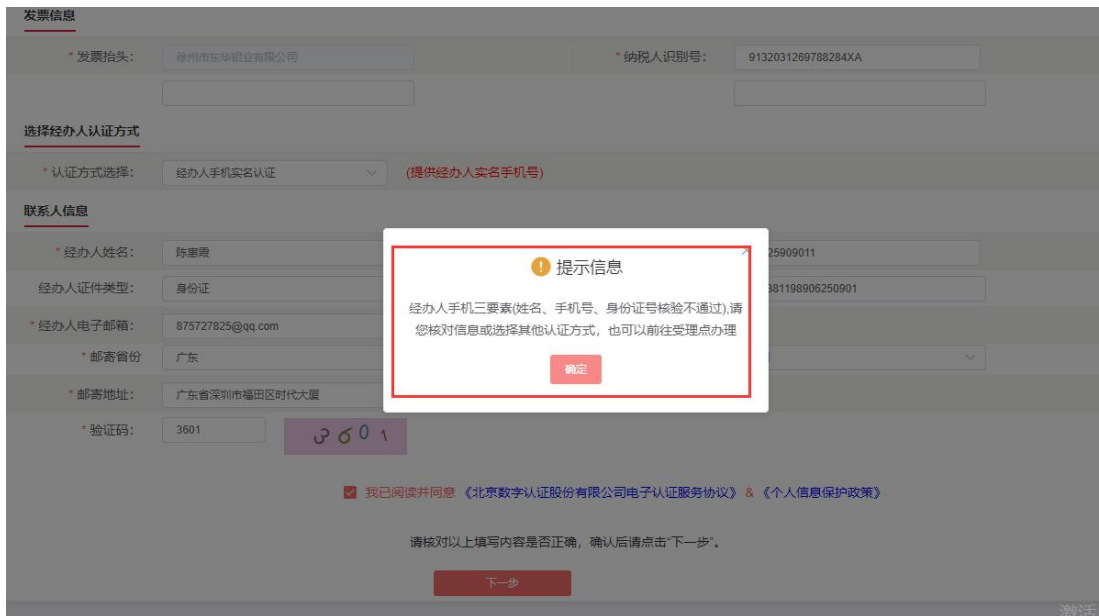 发票信息
*发票抬头： 徐州市东华铝业有限公司 *纳税人识别号： 9132031269788284XA
选择经办人认证方式
*认证方式选择： 经办人手机实名认证 (提供经办人实名手机号)
联系人信息
*经办人姓名： 陈惠霞 25909011
提示信息
经办人证件类型： 身份证 381198906250901
经办人手机三要素(姓名、手机号、身份证号核验不通过),请
您核对信息或选择其他认证方式，也可以前往受理点办理
*经办人电子邮箱： 875727825@qq.com
*邮寄省份 广东
确定
*邮寄地址： 广东省深圳市福田区时代大厦
*验证码： 3601 3601
我已阅读并同意《北京数字认证股份有限公司电子认证服务协议》&《个人信息保护政策》
请核对以上填写内容是否正确，确认后请点击“下一步”。
下一步
激活